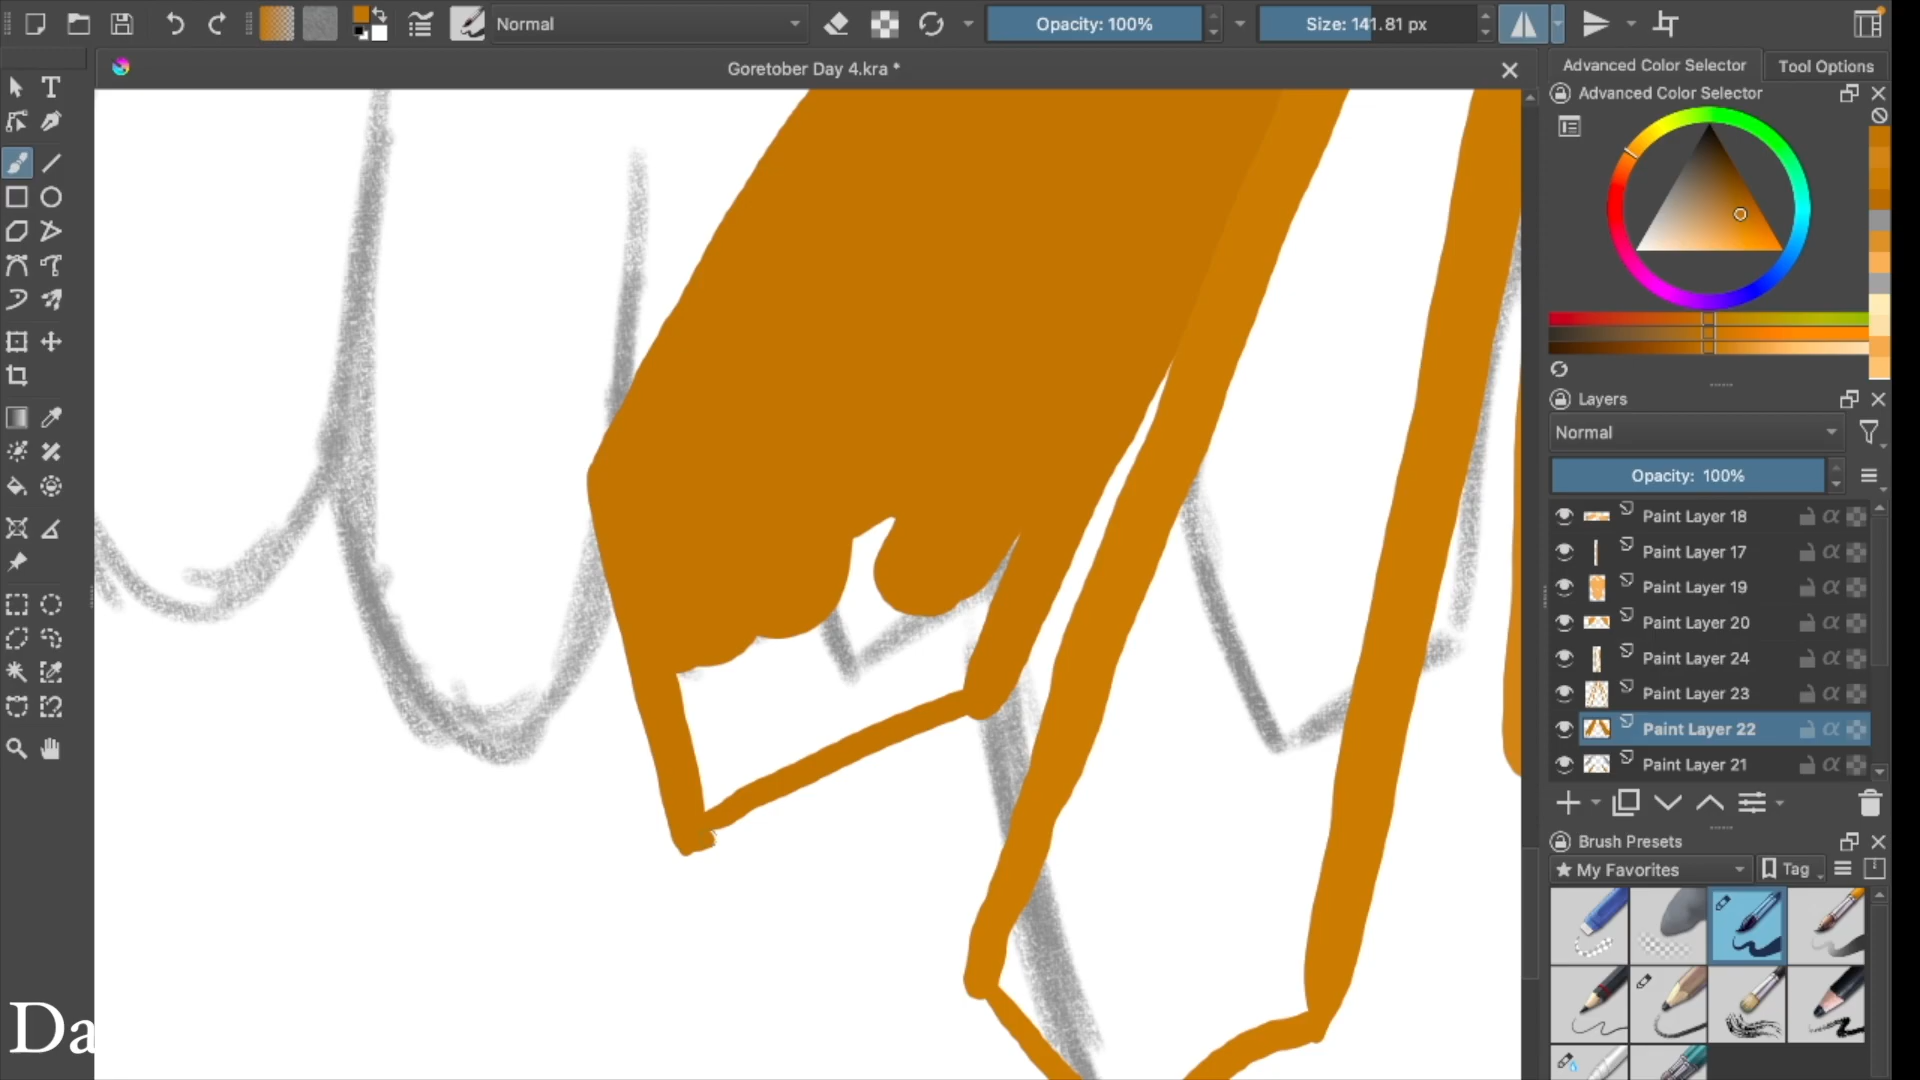 Normal
Opacity: 100%
Size: 141.81 px
Goretober Day 4.kra *
Advanced Color Selector
Tool Options
Advanced Color Selector
Layers
Normal
Opacity: 100%
Paint Layer 18
Paint Layer 17
Paint Layer 19
Paint Layer 20
Paint Layer 24
Paint Layer 23
Paint Layer 22
Paint Layer 21
Brush Presets
★ My Favorites
Tag
Da